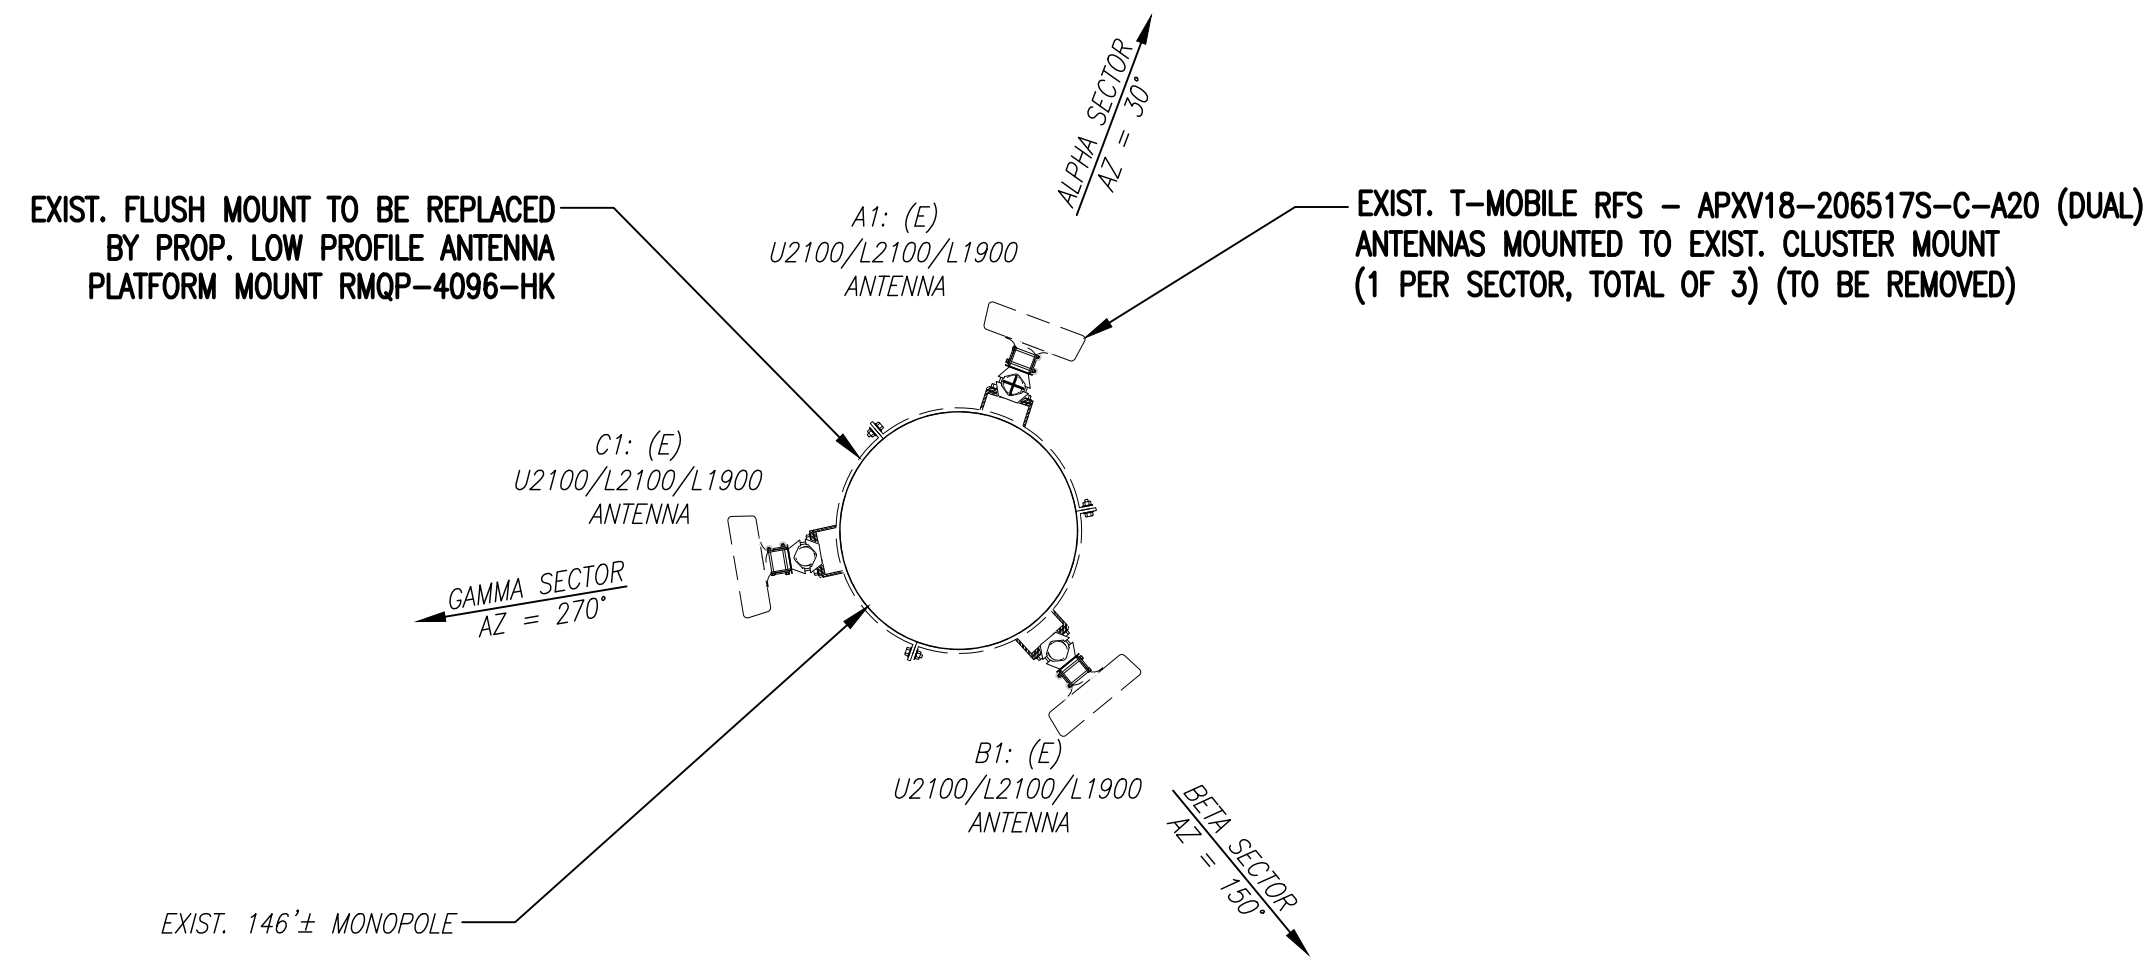 ALPHA SECTOR
AZ = 30°
EXIST. FLUSH MOUNT TO BE REPLACED
BY PROP. LOW PROFILE ANTENNA
PLATFORM MOUNT RMQP-4096-HK
A1: (E)
U2100/L2100/L1900
ANTENNA
EXIST. T-MOBILE RFS - APXV18-206517S-C-A20 (DUAL)
ANTENNAS MOUNTED TO EXIST. CLUSTER MOUNT
(1 PER SECTOR, TOTAL OF 3) (TO BE REMOVED)
C1: (E)
U2100/L2100/L1900
ANTENNA
GAMMA SECTOR
AZ = 270°
B1: (E)
U2100/L2100/L1900
ANTENNA
BETA SECTOR
AZ = 150°
EXIST. 146'± MONOPOLE